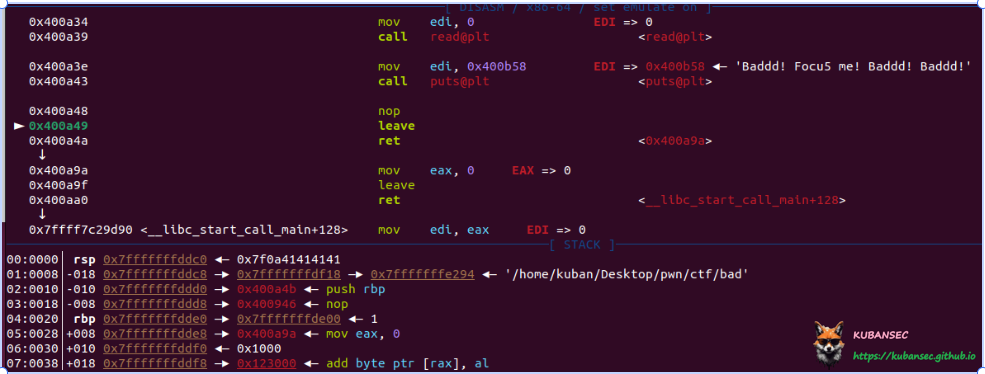 [ DISASM / x86-64 / set emulate on ]
0x400a34 mov edi, 0 EDI => 0
0x400a39 call read@plt <read@plt>
0x400a3e mov edi, 0x400b58 EDI => 0x400b58 ◂— 'Baddd! Focu5 me! Baddd! Baddd!'
0x400a43 call puts@plt <puts@plt>
0x400a48 nop
► 0x400a49 leave
0x400a4a ret <0x400a9a>
↓
0x400a9a mov eax, 0 EAX => 0
0x400a9f leave
0x400aa0 ret <__libc_start_call_main+128>
↓
0x7ffff7c29d90 <__libc_start_call_main+128> mov edi, eax EDI => 0
[ STACK ]
00:0000│ rsp 0x7fffffffddc0 ◂— 0x7f0a41414141
01:0008│-018 0x7fffffffddc8 —▸ 0x7fffffffdf18 —▸ 0x7fffffffe294 ◂— '/home/kuban/Desktop/pwn/ctf/bad'
02:0010│-010 0x7fffffffddd0 —▸ 0x400a4b ◂— push rbp
03:0018│-008 0x7fffffffddd8 —▸ 0x400946 ◂— nop
04:0020│ rbp 0x7fffffffdde0 —▸ 0x7fffffffde00 ◂— 1
05:0028│+008 0x7fffffffdde8 —▸ 0x400a9a ◂— mov eax, 0
06:0030│+010 0x7fffffffddf0 ◂— 0x1000
07:0038│+018 0x7fffffffddf8 —▸ 0x123000 ◂— add byte ptr [rax], al
KUBANSEC
https://kubansec.github.io